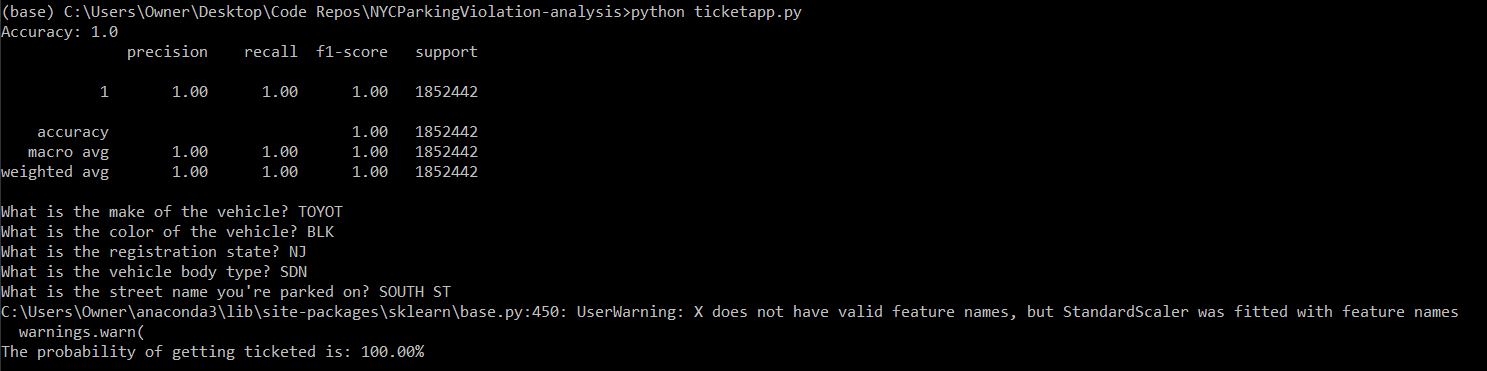 (base) C:\Users\Owner\Desktop\Code Repos\NYCParkingViolation-analysis>python ticketapp.py
Accuracy: 1.0
precision recall f1-score support
1 1.00 1.00 1.00 1852442
accuracy 1.00 1852442
macro avg 1.00 1.00 1.00 1852442
weighted avg 1.00 1.00 1.00 1852442
What is the make of the vehicle? TOYOT
What is the color of the vehicle? BLK
What is the registration state? NJ
What is the vehicle body type? SDN
What is the street name you're parked on? SOUTH ST
C:\Users\Owner\anaconda3\lib\site-packages\sklearn\base.py:450: UserWarning: X does not have valid feature names, but StandardScaler was fitted with feature names
warnings.warn(
The probability of getting ticketed is: 100.00%